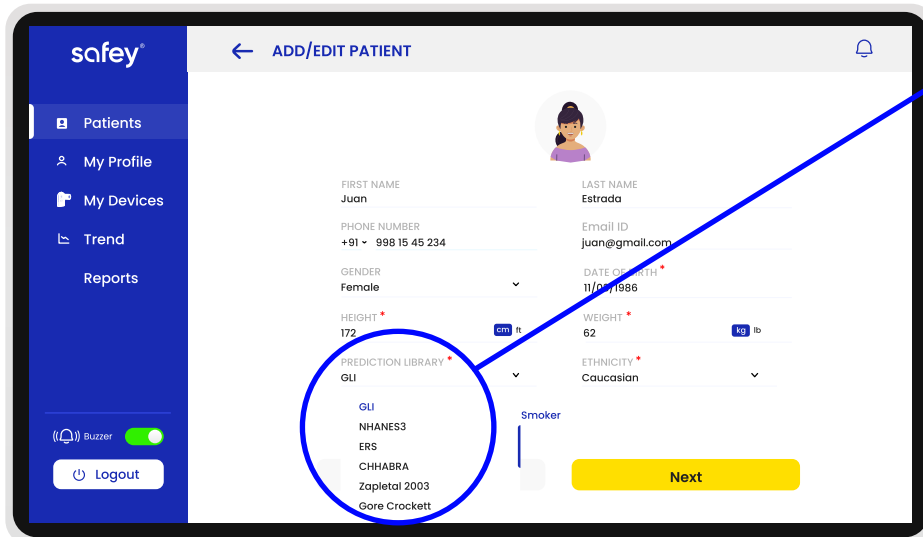 safey®
ADD/EDIT PATIENT
Patients
My Profile
My Devices
Trend
Reports
Buzzer
Logout
FIRST NAME
Juan
LAST NAME
Estrada
PHONE NUMBER
+91 998 15 45 234
Email ID
juan@gmail.com
GENDER
Female
DATE OF BIRTH *
HEIGHT *
172 cm ft
WEIGHT *
62 kg lb
PREDICTION LIBRARY *
GLI
ETHNICITY *
Caucasian
GLI
NHANES3
ERS
CHHABRA
Zapletal 2003
Gore Crockett
Smoker
Next